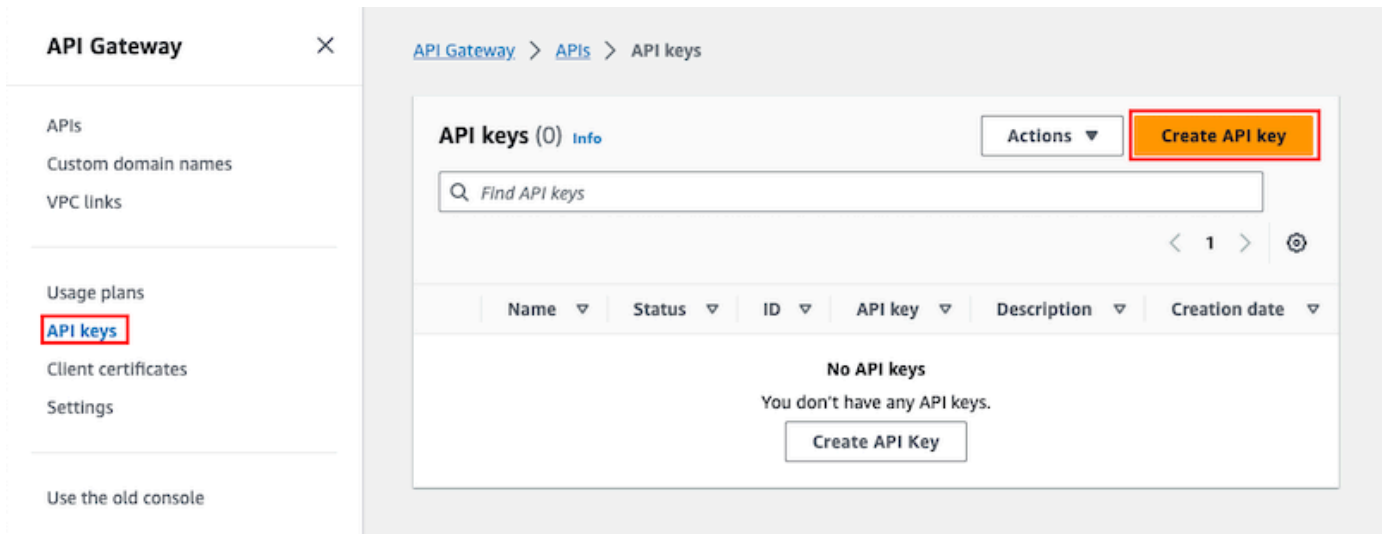 API Gateway
APIs
Custom domain names
VPC links
Usage plans
API keys
Client certificates
Settings
Use the old console
API Gateway > APIs > API keys
API keys (0) Info
Actions
Create API key
Find API keys
< 1 >
Name Status ID API key Description Creation date
No API keys
You don't have any API keys.
Create API Key